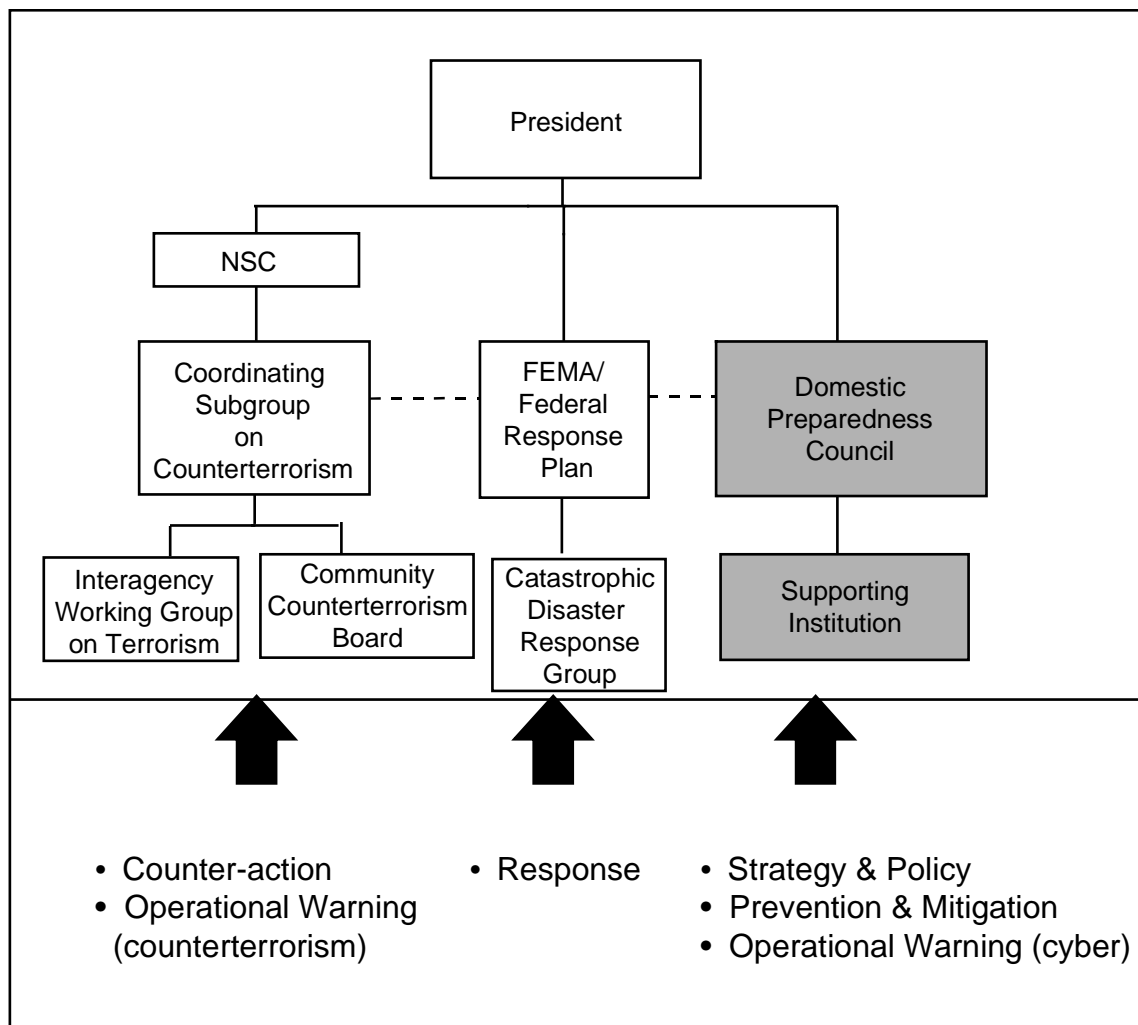 President
NSC
Coordinating
Subgroup
on
Counterterrorism
FEMA/
Federal
Response
Plan
Domestic
Preparedness
Council
Interagency
Working Group
on Terrorism
Community
Counterterrorism
Board
Catastrophic
Disaster
Response
Group
Supporting
Institution
• Counter-action
• Operational Warning
(counterterrorism)
• Response
• Strategy & Policy
• Prevention & Mitigation
• Operational Warning (cyber)